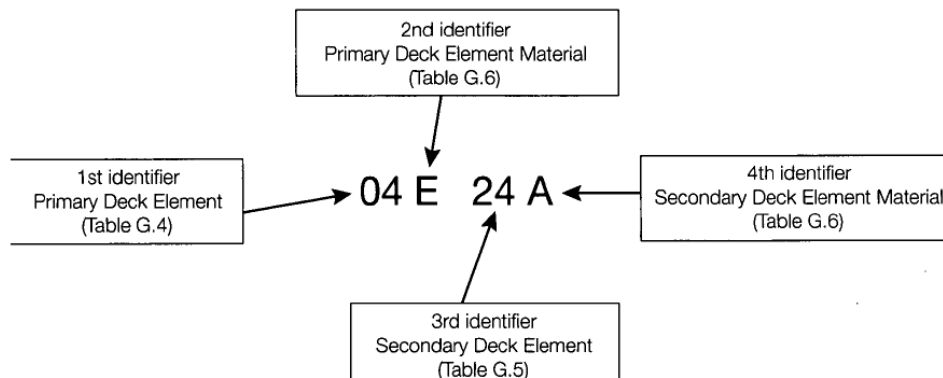 2nd identifier
Primary Deck Element Material
(Table G.6)
1st identifier
Primary Deck Element
(Table G.4)
04 E 24 A
4th identifier
Secondary Deck Element Material
(Table G.6)
3rd identifier
Secondary Deck Element
(Table G.5)